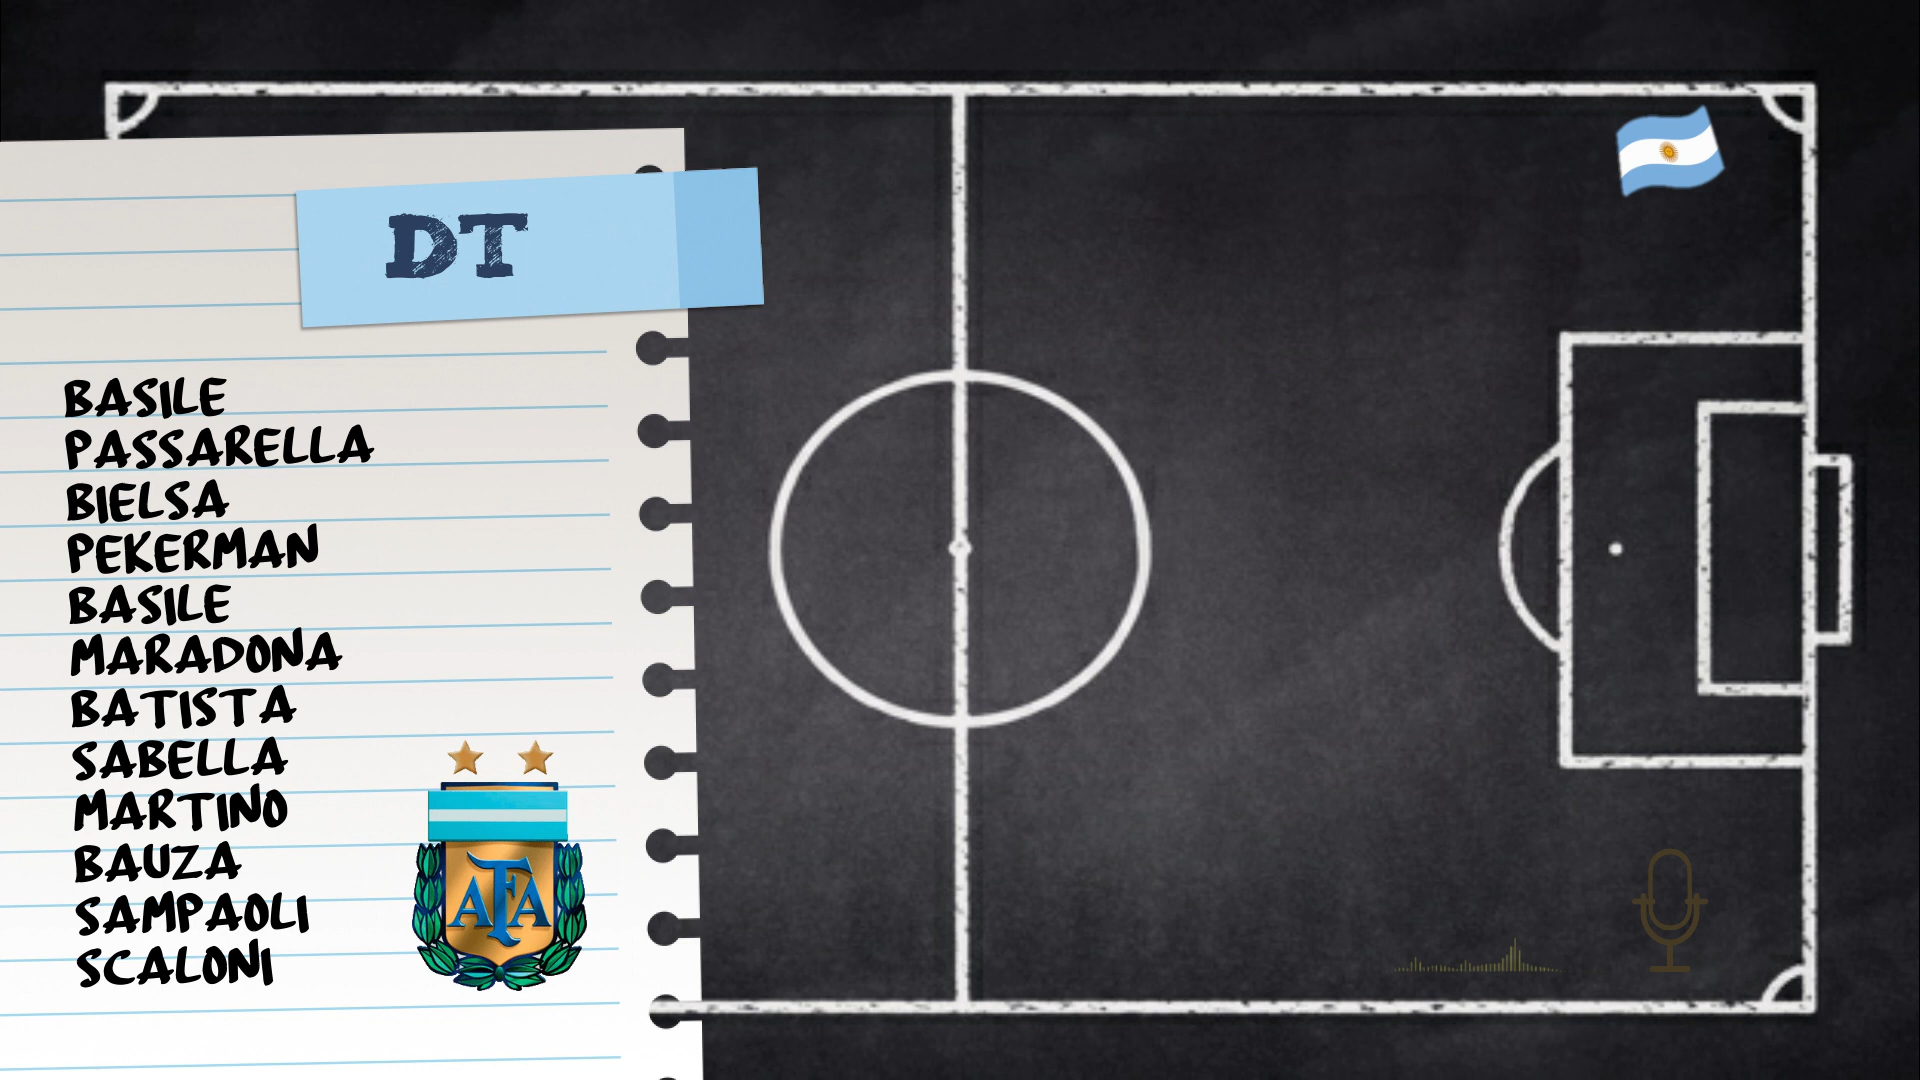 DT
BASILE
PASSARELLA
BIELSA
PEKERMAN
BASILE
MARADONA
BATISTA
SABELLA
MARTINO
BAUZA
SAMPAOLI
SCALONI
AFA